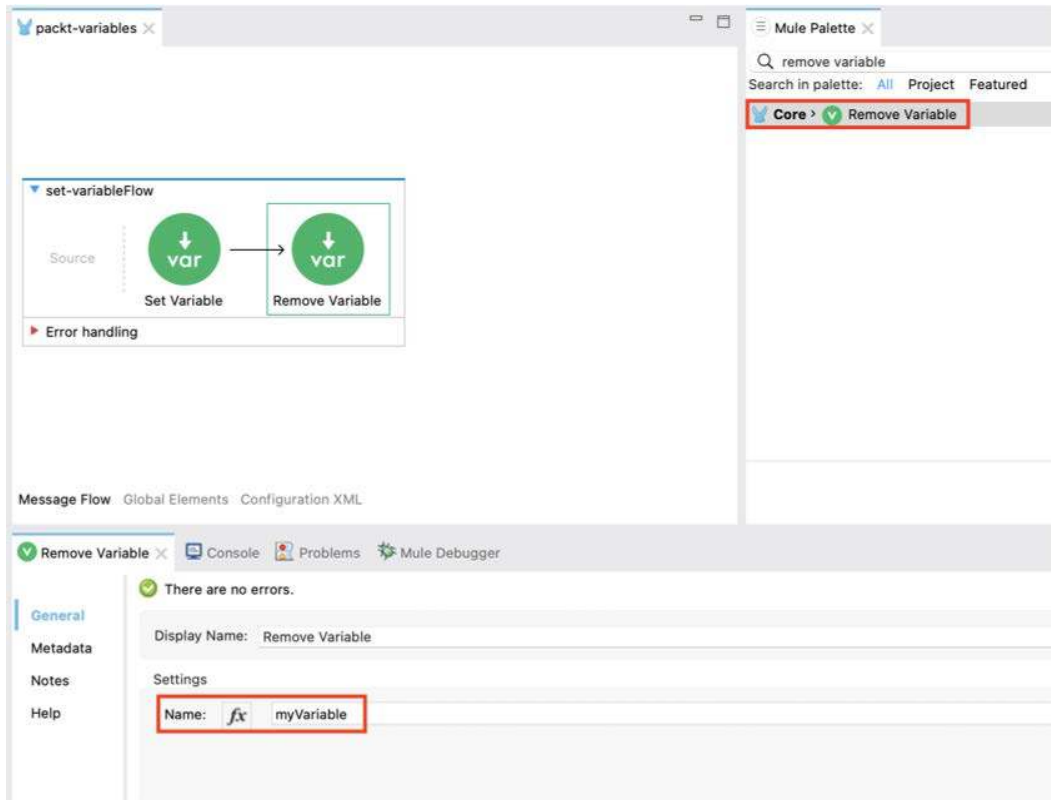 packt-variables
Mule Palette
remove variable
Search in palette: All Project Featured
Core › Remove Variable
set-variableFlow
Source
var
var
Set Variable
Remove Variable
Error handling
Message Flow Global Elements Configuration XML
Remove Variable Console Problems Mule Debugger
There are no errors.
General
Display Name: Remove Variable
Metadata
Notes
Settings
Help
Name: fx myVariable